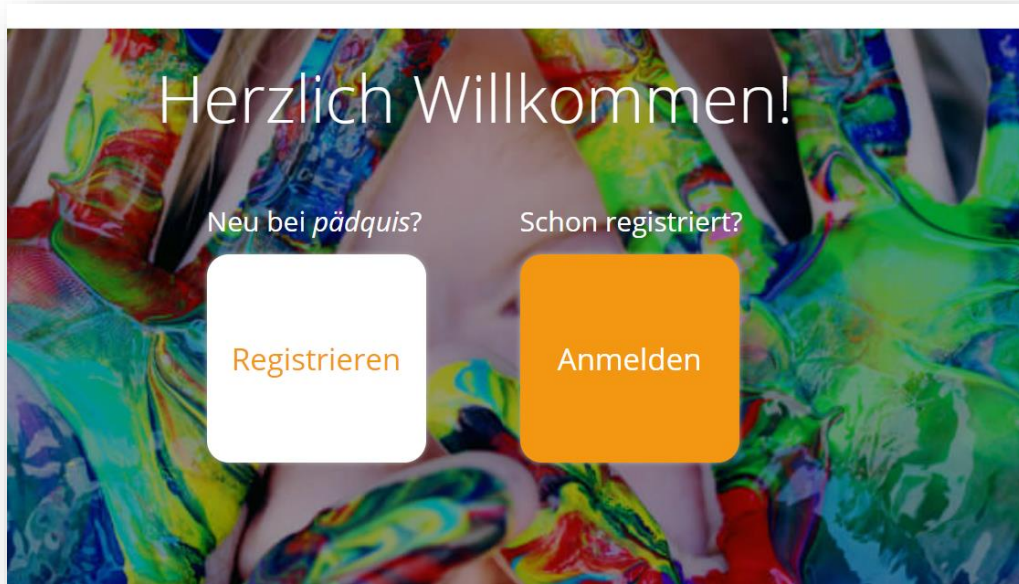 Herzlich Willkommen!
Neu bei pädquis?
Schon registriert?
Registrieren
Anmelden